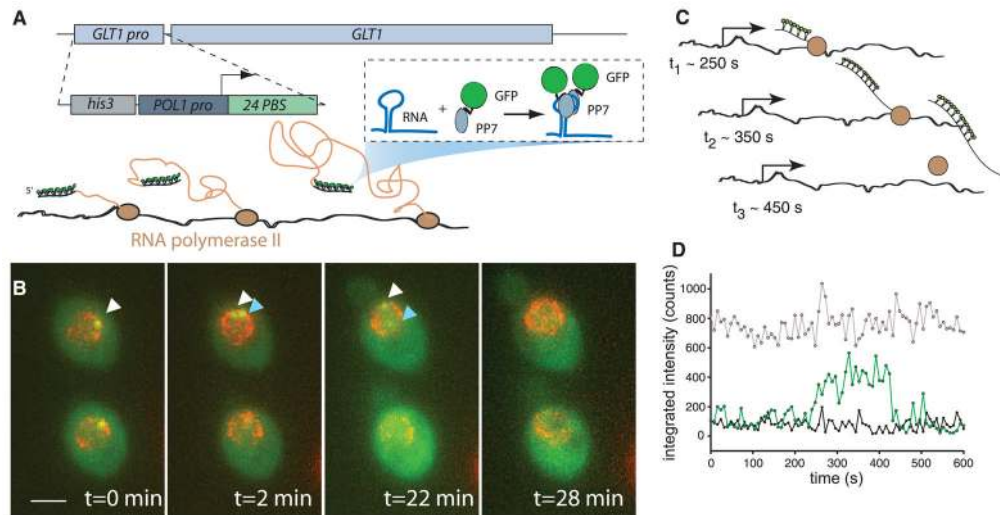 A
GLT1 pro
GLT1
his3
POL1 pro
24 PBS
RNA
+
PP7
GFP
GFP
PP7
5'
RNA polymerase II
B
t=0 min
t=2 min
t=22 min
t=28 min
C
t1 ~ 250 s
t2 ~ 350 s
t3 ~ 450 s
D
integrated intensity (counts)
1000
800
600
400
200
0
0 100 200 300 400 500 600
time (s)